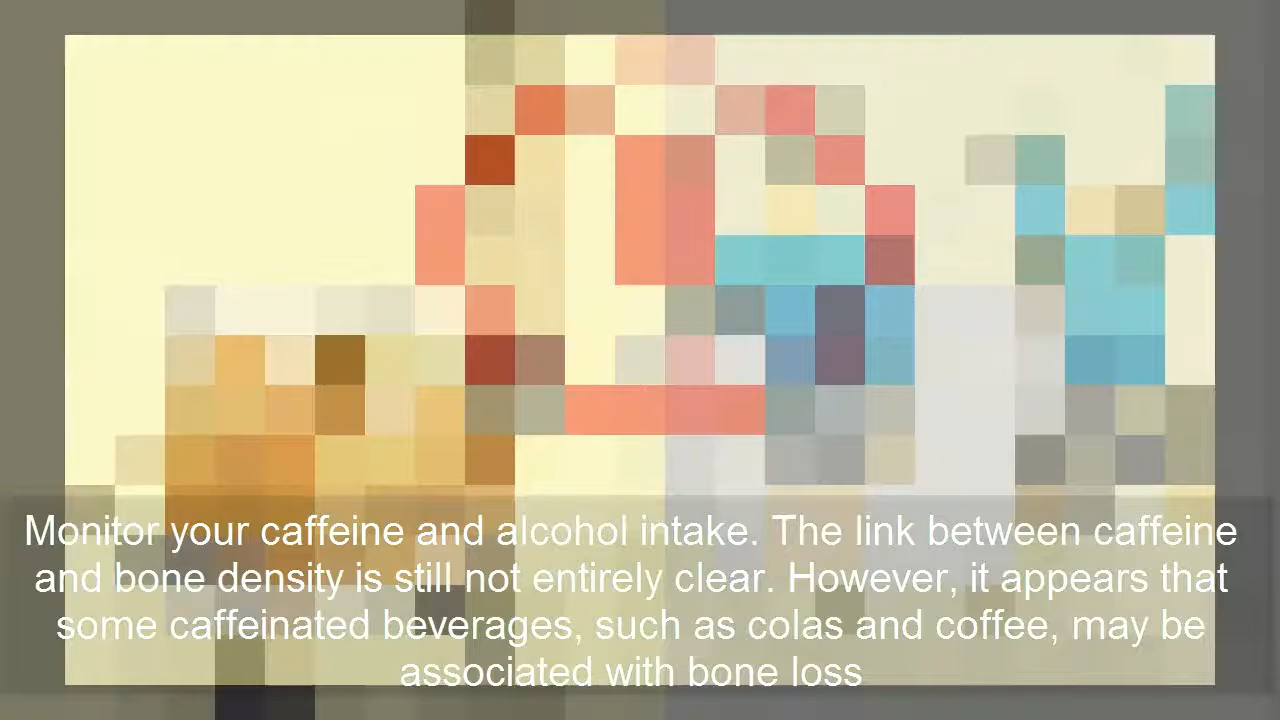 Monitor your caffeine and alcohol intake. The link between caffeine
and bone density is still not entirely clear. However, it appears that
some caffeinated beverages, such as colas and coffee, may be
associated with bone loss